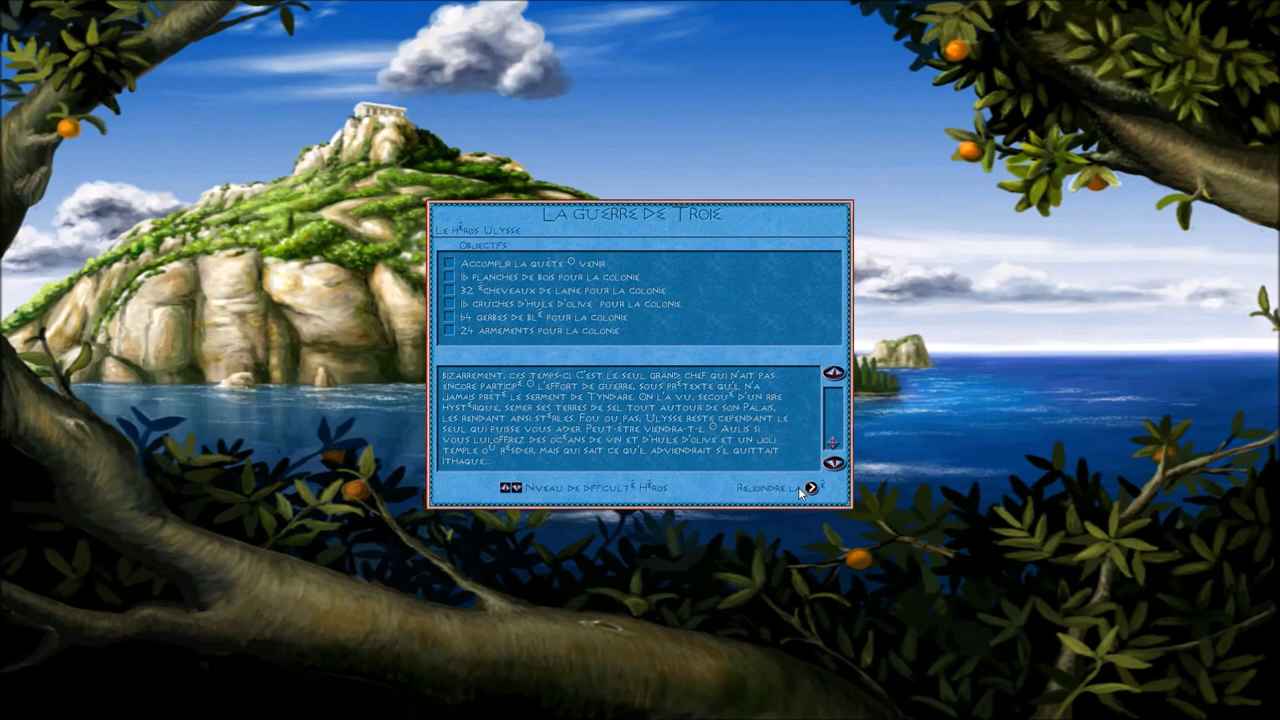 La guerre de Troie
Le hÉros Ulysse
Objectifs
Accomplir la quête O venir
16 planches de bois pour la colonie
32 Écheveaux de laine pour la colonie
16 cruches d'huile d'olive pour la colonie
64 gerbes de blÉ pour la colonie
24 armements pour la colonie
bizarrement, ces temps-ci c'est le seul grand chef qui n'ait pas
encore participÉ O l'effort de guerre, sous prÉtexte qu'il n'a
jamais prêtÉ le serment de Tyndare. On l'a vu, secouÉ d'un rire
hystÉrique, semer ses terres de sel tout autour de son Palais,
les rendant ainsi stÉriles. Fou ou pas, Ulysse reste cependant le
seul qui puisse vous aider. Peut-être viendra-t-il O Aulis si
vous lui offrez des ocÉans de vin et d'huile d'olive et un joli
temple oU rÉsider, mais qui sait ce qu'il adviendrait s'il quittait
Ithaque...
Niveau de difficultÉ HÉros
Rejoindre la